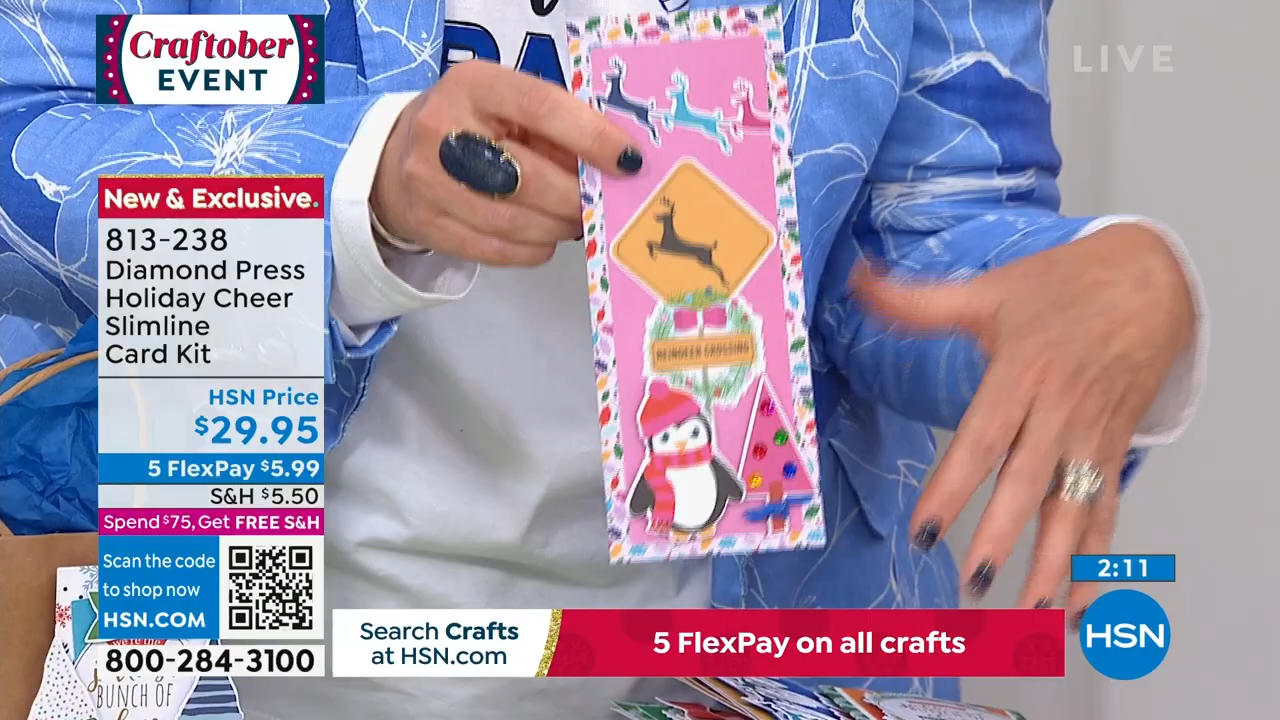 Craftober
EVENT
LIVE
New & Exclusive.
813-238
Diamond Press
Holiday Cheer
Slimline
Card Kit
HSN Price
$29.95
5 FlexPay $5.99
S&H $5.50
Spend $75, Get FREE S&H
Scan the code
to shop now
HSN.COM
800-284-3100
REINDEER CROSSING
BUNCH OF
Search Crafts
at HSN.com
5 FlexPay on all crafts
2:11
HSN